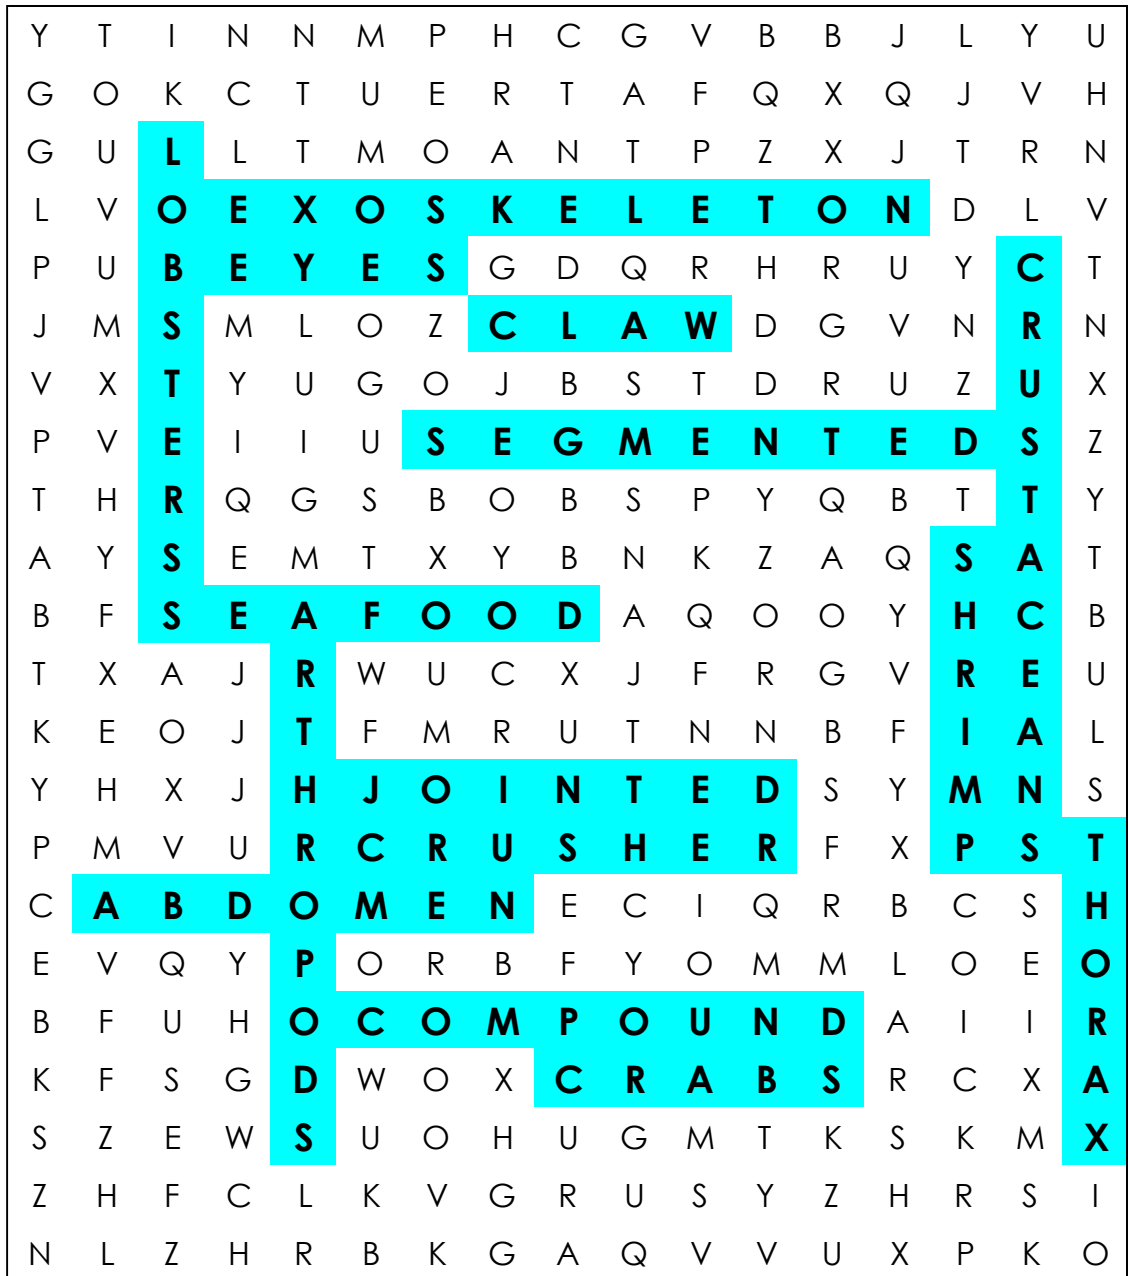 Y T I N N M P H C G V B B J L Y U
G O K C T U E R T A F Q X Q J V H
G U L L T M O A N T P Z X J T R N
L V O E X O S K E L E T O N D L V
P U B E Y E S G D Q R H R U Y C T
J M S M L O Z C L A W D G V N R N
V X T Y U G O J B S T D R U Z U X
P V E I I U S E G M E N T E D S Z
T H R Q G S B O B S P Y Q B T T Y
A Y S E M T X Y B N K Z A Q S A T
B F S E A F O O D A Q O O Y H C B
T X A J R W U C X J F R G V R E U
K E O J T F M R U T N N B F I A L
Y H X J H J O I N T E D S Y M N S
P M V U R C R U S H E R F X P S T
C A B D O M E N E C I Q R B C S H
E V Q Y P O R B F Y O M M L O E O
B F U H O C O M P O U N D A I I R
K F S G D W O X C R A B S R C X A
S Z E W S U O H U G M T K S K M X
Z H F C L K V G R U S Y Z H R S I
N L Z H R B K G A Q V V U X P K O